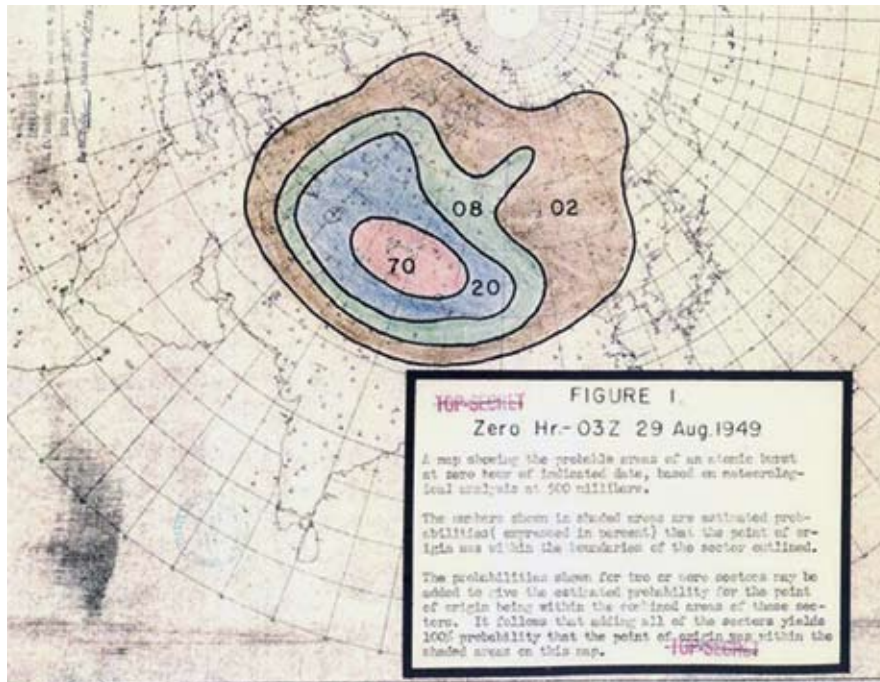 08
02
70
20
TOP SECRET
FIGURE 1.
Zero Hr.- 03Z 29 Aug. 1949
A map showing the probable areas of an atomic burst
at zero hour of indicated date, based on meteorolog-
ical analysis at 500 millibars.
The numbers shown in shaded areas are estimated prob-
abilities( expressed in percent) that the point of or-
igin was within the boundaries of the sector outlined.
The probabilities shown for two or more sectors may be
added to give the estimated probability for the point
of origin being within the combined areas of these sec-
tors. It follows that adding all of the sectors yields
100% probability that the point of origin was within the
shaded areas on this map.
TOP SECRET